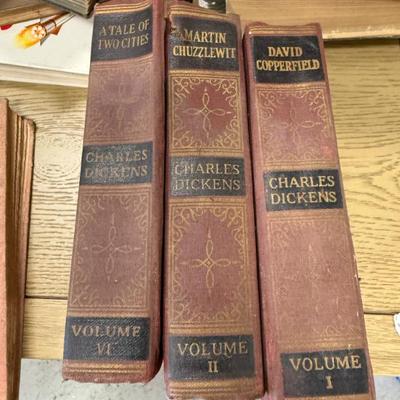 A TALE OF
TWO CITIES
CHARLES
DICKENS
VOLUME
VI
MARTIN
CHUZZLEWIT
CHARLES
DICKENS
VOLUME
II
DAVID
COPPERFIELD
CHARLES
DICKENS
VOLUME
I